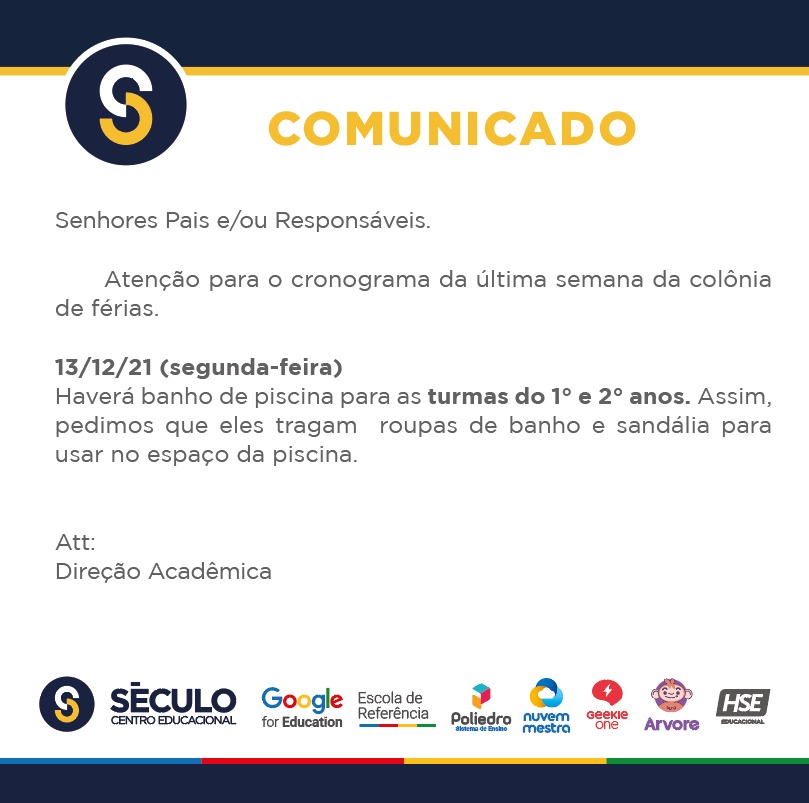 COMUNICADO
Senhores Pais e/ou Responsáveis.
Atenção para o cronograma da última semana da colônia
de férias.
13/12/21 (segunda-feira)
Haverá banho de piscina para as turmas do 1° e 2° anos. Assim,
pedimos que eles tragam roupas de banho e sandália para
usar no espaço da piscina.
Att:
Direção Acadêmica
SÉCULO
CENTRO EDUCACIONAL
Google
for Education
Escola de
Referência
Poliedro
Sistema de Ensino
nuvem
mestra
Geekie
one
Arvore
HSE
EDUCACIONAL